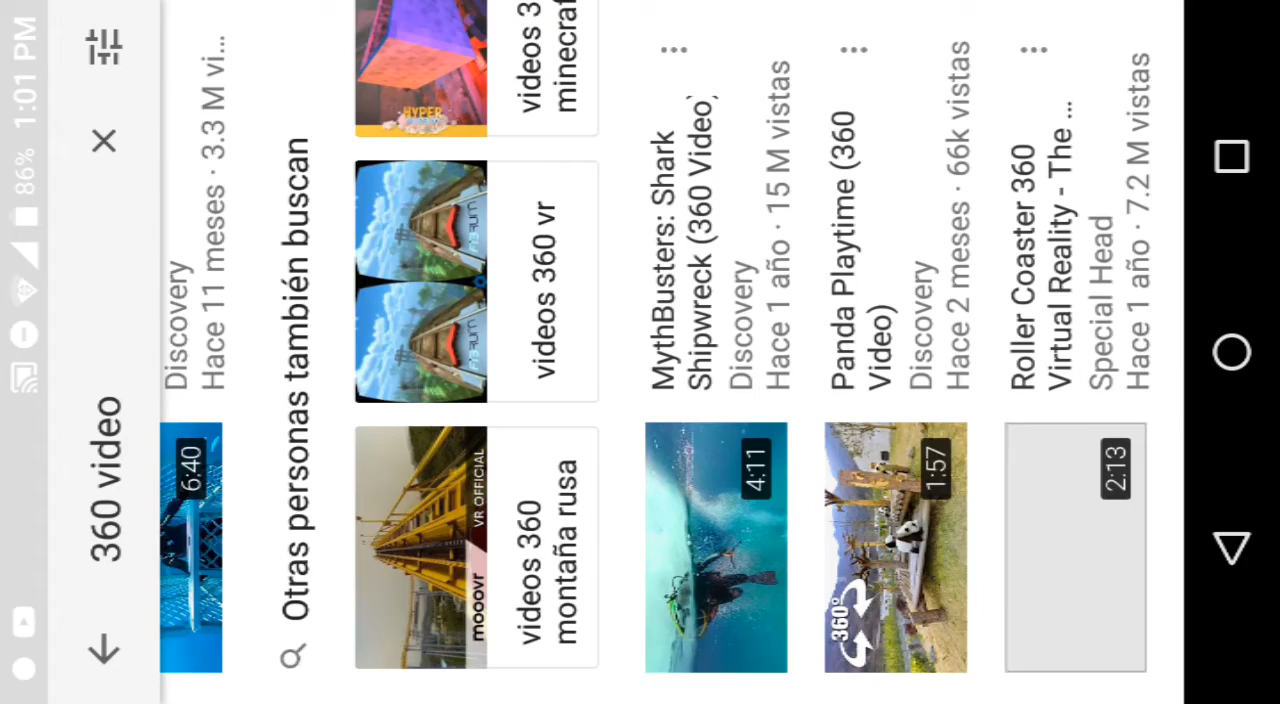 86% 1:01 PM
360 video
6:40
Discovery
Hace 11 meses · 3.3 M vi...
Otras personas también buscan
mooovr
VR OFFICIAL
videos 360
montaña rusa
videos 360 vr
HYPER
videos 3
minecraf
4:11
MythBusters: Shark
Shipwreck (360 Video)
Discovery
Hace 1 año · 15 M vistas
360°
1:57
Panda Playtime (360
Video)
Discovery
Hace 2 meses · 66k vistas
2:13
Roller Coaster 360
Virtual Reality - The ...
Special Head
Hace 1 año · 7.2 M vistas